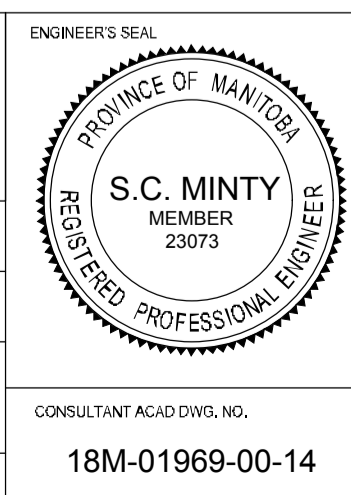 ENGINEER'S SEAL
PROVINCE OF MANITOBA
S.C. MINTY
MEMBER
23073
REGISTERED PROFESSIONAL ENGINEER
CONSULTANT ACAD DWG. NO.
18M-01969-00-14